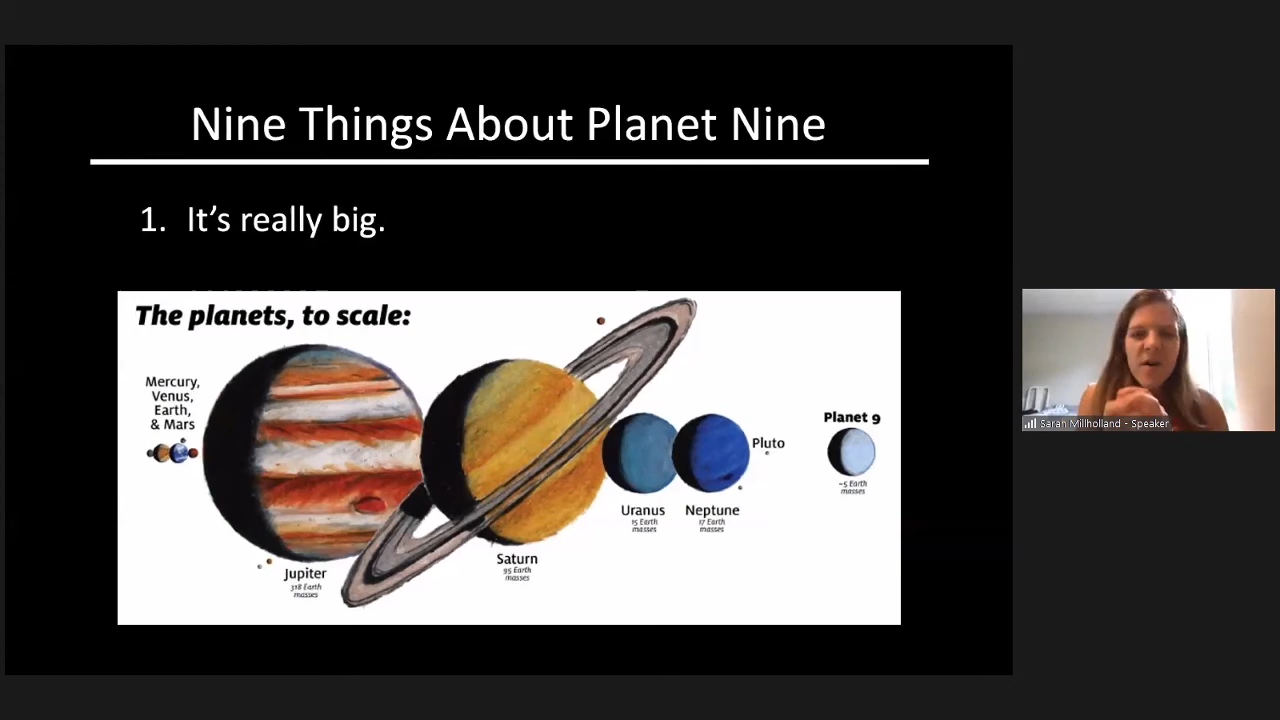 Nine Things About Planet Nine
1. It's really big.
The planets, to scale:
Mercury,
Venus,
Earth,
& Mars
Jupiter
318 Earth
masses
Saturn
95 Earth
masses
Uranus
15 Earth
masses
Neptune
17 Earth
masses
Pluto
Planet 9
~5 Earth
masses
Sarah Millholland - Speaker